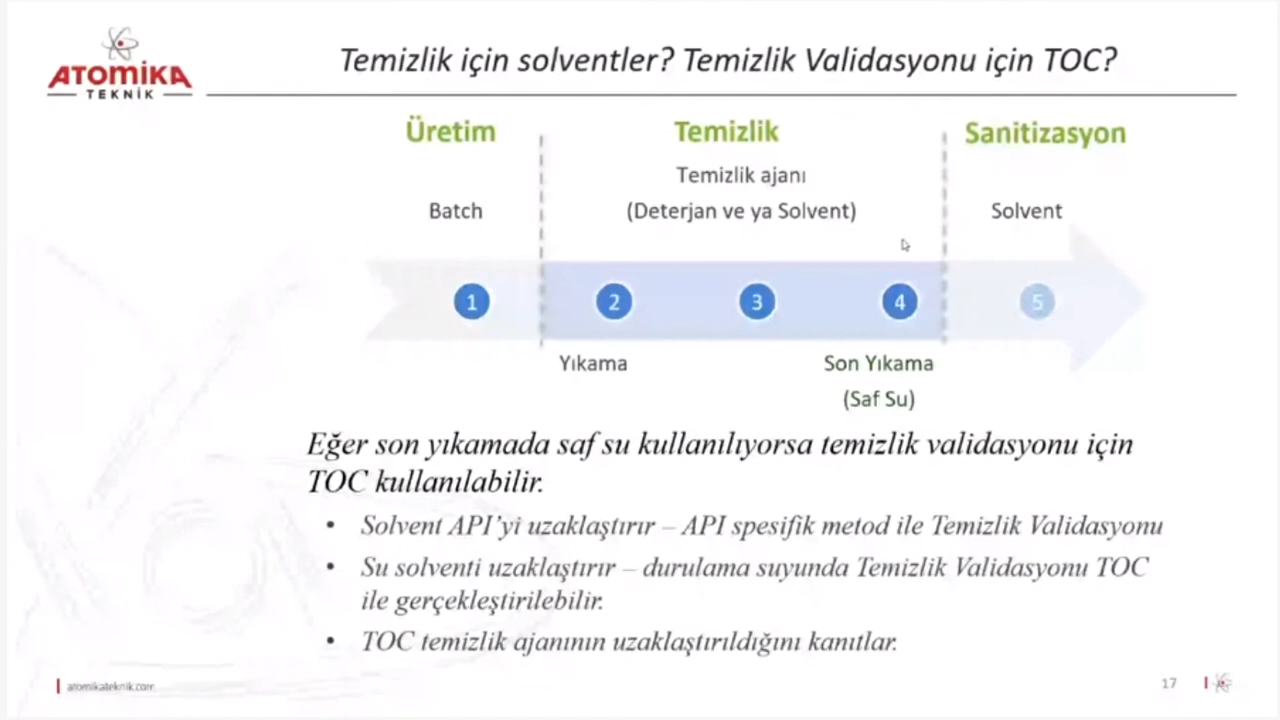 ATOMİKA
TEKNİK
Temizlik için solventler? Temizlik Validasyonu için TOC?
Üretim
Temizlik
Sanitizasyon
Temizlik ajanı
Batch
(Deterjan ve ya Solvent)
Solvent
1
2
3
4
5
Yıkama
Son Yıkama
(Saf Su)
Eğer son yıkamada saf su kullanılıyorsa temizlik validasyonu için
TOC kullanılabilir.
• Solvent API'yi uzaklaştırır – API spesifik metod ile Temizlik Validasyonu
• Su solventi uzaklaştırır – durulama suyunda Temizlik Validasyonu TOC
ile gerçekleştirilebilir.
• TOC temizlik ajanının uzaklaştırıldığını kanıtlar.
atomikateknik.com
17